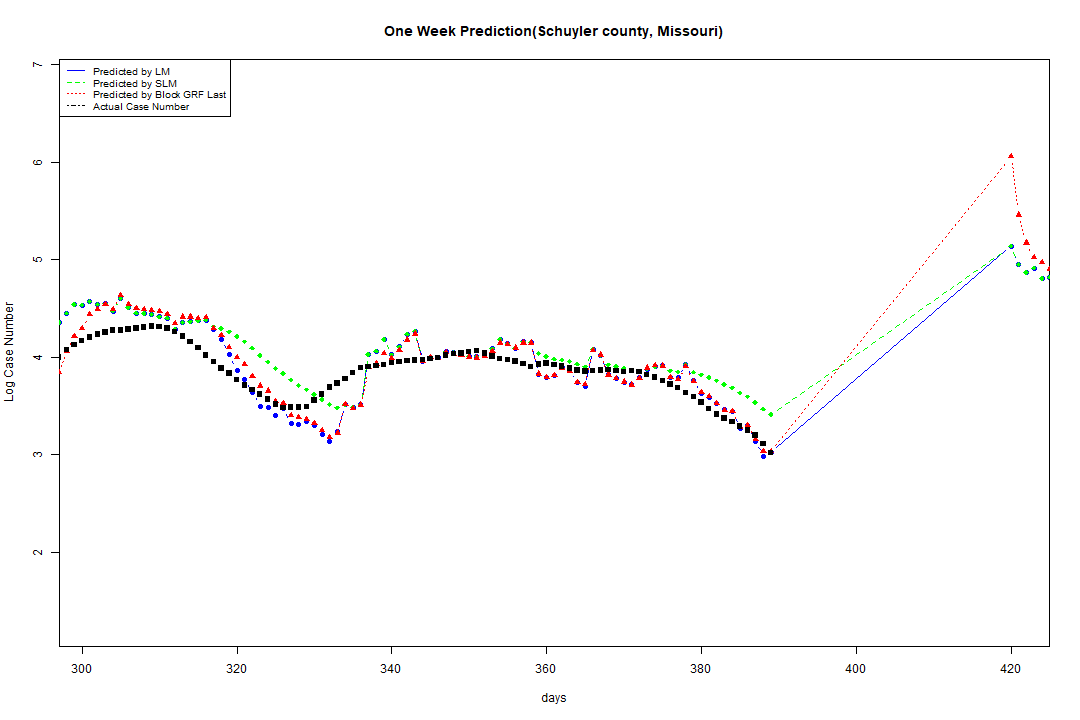 One Week Prediction(Schuyler county, Missouri)
Predicted by LM
Predicted by SLM
Predicted by Block GRF Last
Actual Case Number
7
6
5
4
3
2
Log Case Number
300 320 340 360 380 400 420
days